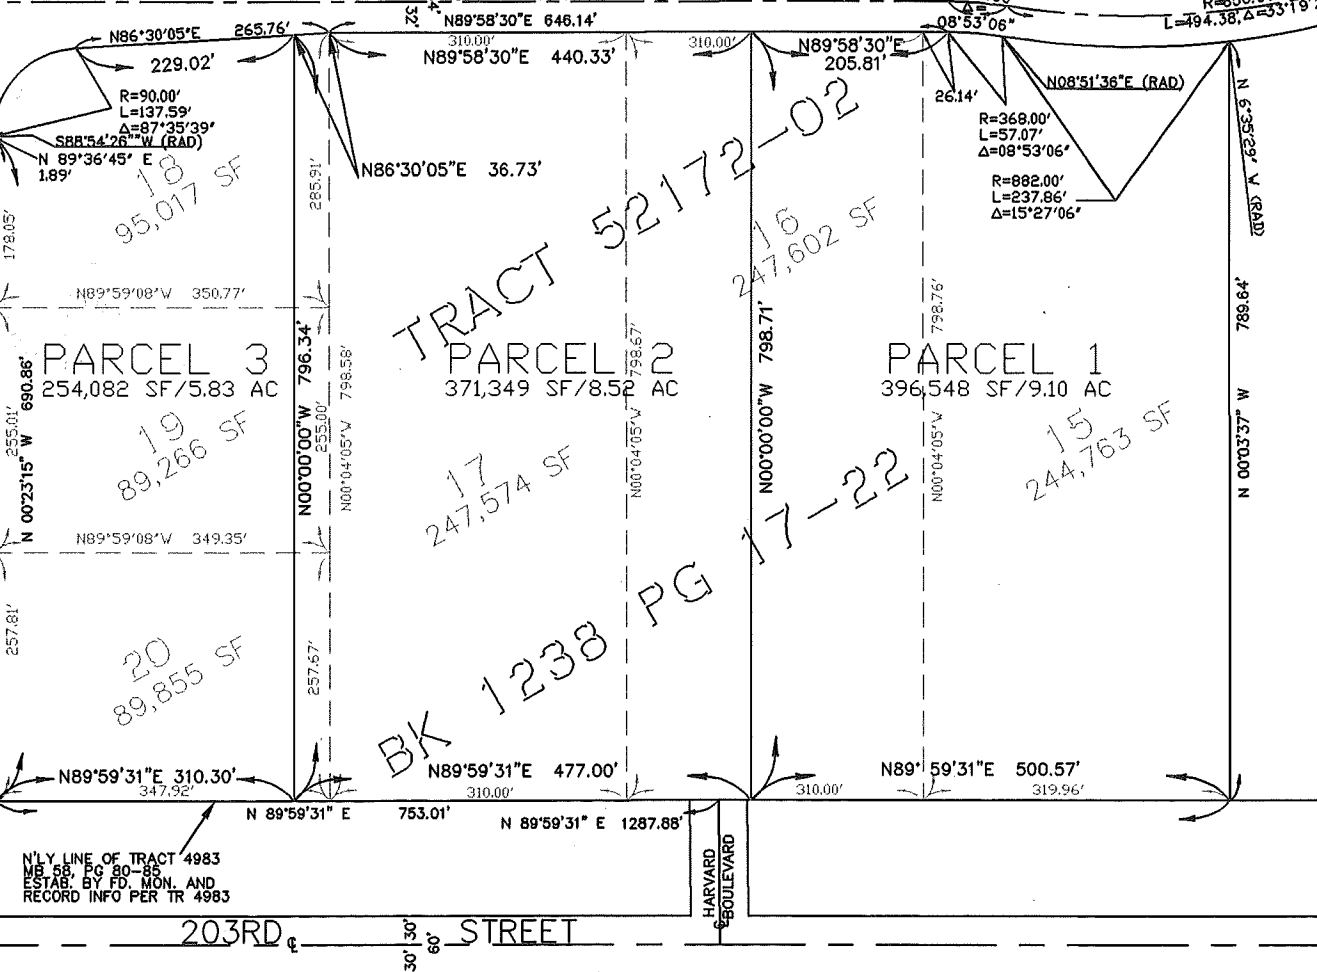 N89°58'30"E 646.14'
32'
4'
Δ=
08°53'06"
L=494.38',
N86°30'05"E 265.76'
229.02'
310.00'
N89°58'30"E 440.33'
310.00'
N89°58'30"E
205.81'
26.14'
R=90.00'
L=137.59'
Δ=87°35'39"
S88°54'26""W (RAD)
N 89°36'45" E
1.89'
N86°30'05"E 36.73'
R=368.00'
L=57.07'
Δ=08°53'06"
N08°51'36"E (RAD)
R=882.00'
L=237.86'
Δ=15°27'06"
N 6°35'29" W (RAD)
18
95,017 SF
178.05'
285.91'
TRACT 52172-02
16
247,602 SF
N89°59'08"W 350.77'
PARCEL 3
254,082 SF/5.83 AC
PARCEL 2
371,349 SF/8.52 AC
PARCEL 1
396,548 SF/9.10 AC
N 00°23'15" W 690.86'
255.01'
N00°00'00"W 796.34'
255.00'
N00°04'05"W 798.58'
N00°04'05"W 798.67'
N00°00'00"W 798.71'
N00°04'05"W 798.76'
N 00°03'37" W 789.64'
19
89,266 SF
17
247,574 SF
15
244,763 SF
N89°59'08"W 349.35'
BK 1238 PG 17-22
257.81'
257.67'
20
89,855 SF
N89°59'31"E 310.30'
347.92'
N89°59'31"E 477.00'
310.00'
N89° 59'31"E 500.57'
310.00'
319.96'
N 89°59'31" E 753.01'
N 89°59'31" E 1287.88'
N'LY LINE OF TRACT 4983
MB 58, PG 80-85
ESTAB. BY FD. MON. AND
RECORD INFO PER TR 4983
HARVARD
BOULEVARD
203RD STREET
30' 30'
60'